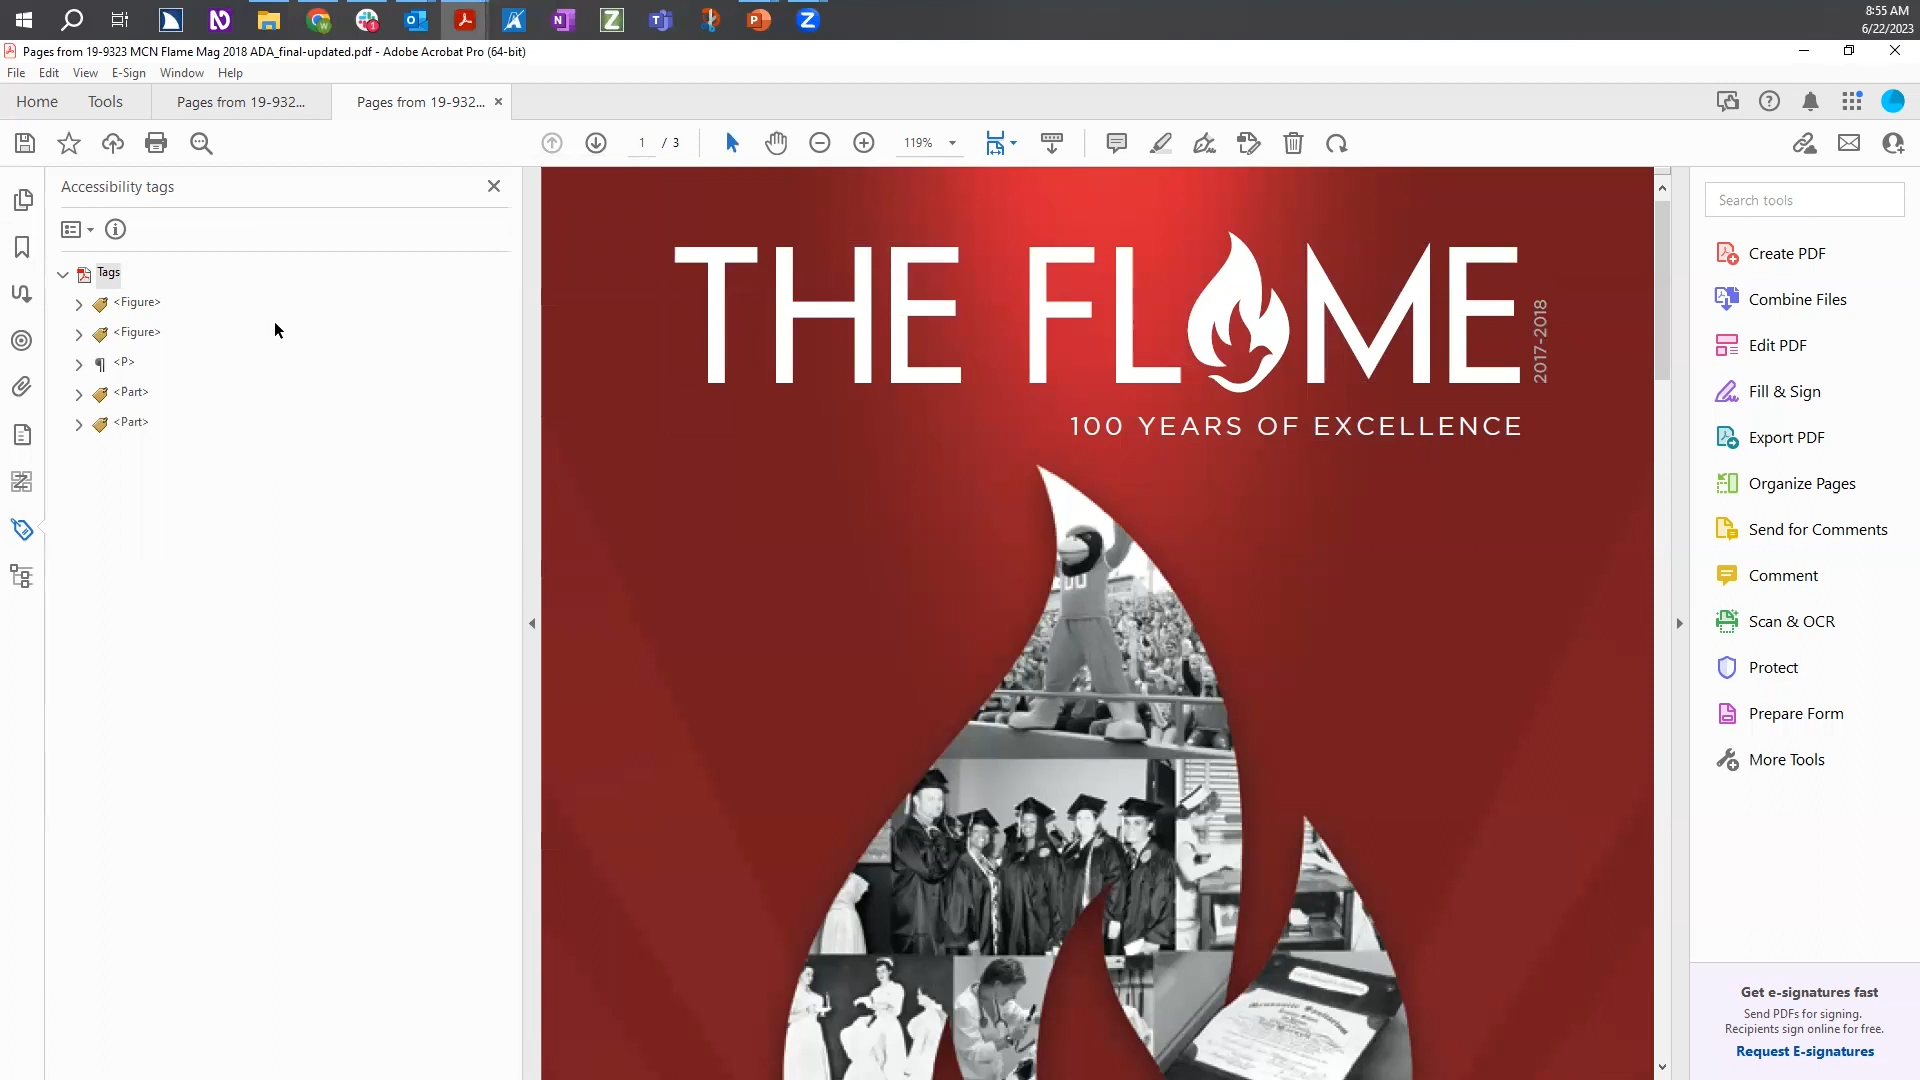 8:55 AM
6/22/2023
Pages from 19-9323 MCN Flame Mag 2018 ADA_final-updated.pdf - Adobe Acrobat Pro (64-bit)
File Edit View E-Sign Window Help
Home Tools Pages from 19-932... Pages from 19-932...
1 / 3 119%
Accessibility tags
Tags
<Figure>
<Figure>
<P>
<Part>
<Part>
THE FL ME
2017-2018
100 YEARS OF EXCELLENCE
Search tools
Create PDF
Combine Files
Edit PDF
Fill & Sign
Export PDF
Organize Pages
Send for Comments
Comment
Scan & OCR
Protect
Prepare Form
More Tools
Get e-signatures fast
Send PDFs for signing.
Recipients sign online for free.
Request E-signatures